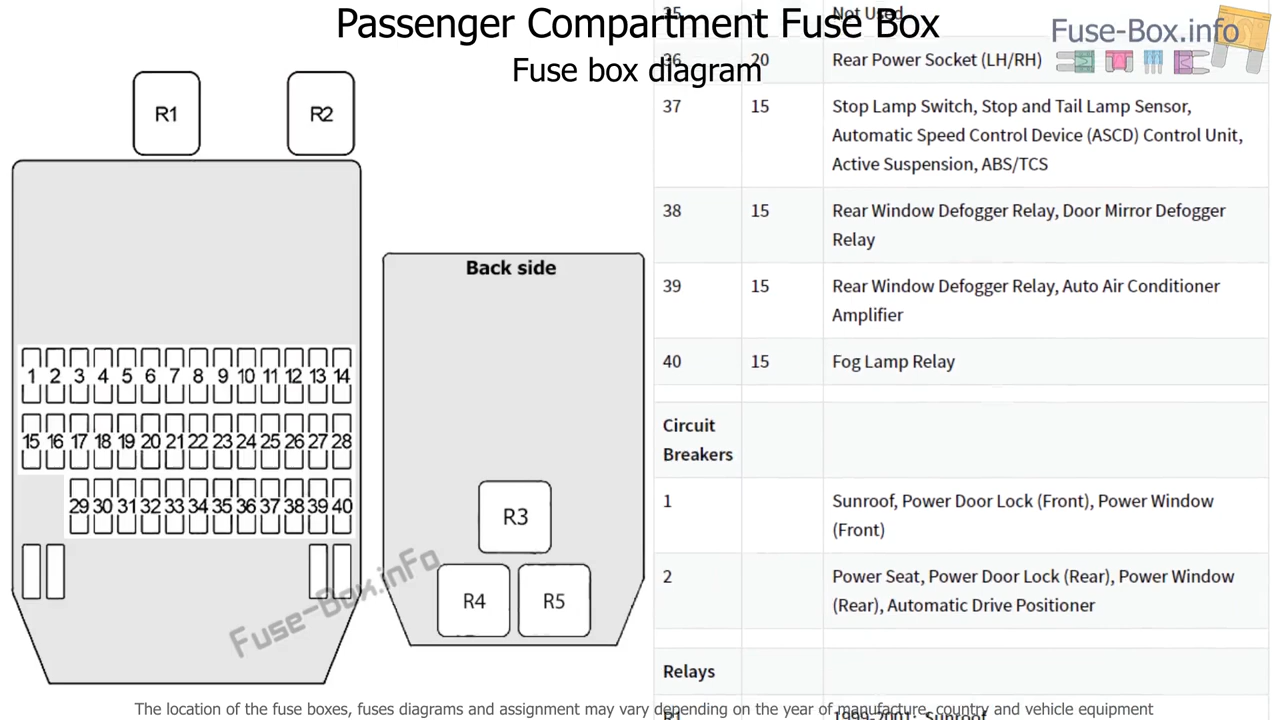 Passenger Compartment Fuse Box
Fuse box diagram
Fuse-Box.info
R1
R2
1 2 3 4 5 6 7 8 9 10 11 12 13 14
15 16 17 18 19 20 21 22 23 24 25 26 27 28
29 30 31 32 33 34 35 36 37 38 39 40
Back side
R3
R4 R5
Fuse-Box.inFo
35 Not Used
36 20 Rear Power Socket (LH/RH)
37 15 Stop Lamp Switch, Stop and Tail Lamp Sensor,
Automatic Speed Control Device (ASCD) Control Unit,
Active Suspension, ABS/TCS
38 15 Rear Window Defogger Relay, Door Mirror Defogger
Relay
39 15 Rear Window Defogger Relay, Auto Air Conditioner
Amplifier
40 15 Fog Lamp Relay
Circuit
Breakers
1 Sunroof, Power Door Lock (Front), Power Window
(Front)
2 Power Seat, Power Door Lock (Rear), Power Window
(Rear), Automatic Drive Positioner
Relays
R1 1999-2001: Sunroof
The location of the fuse boxes, fuses diagrams and assignment may vary depending on the year of manufacture, country and vehicle equipment